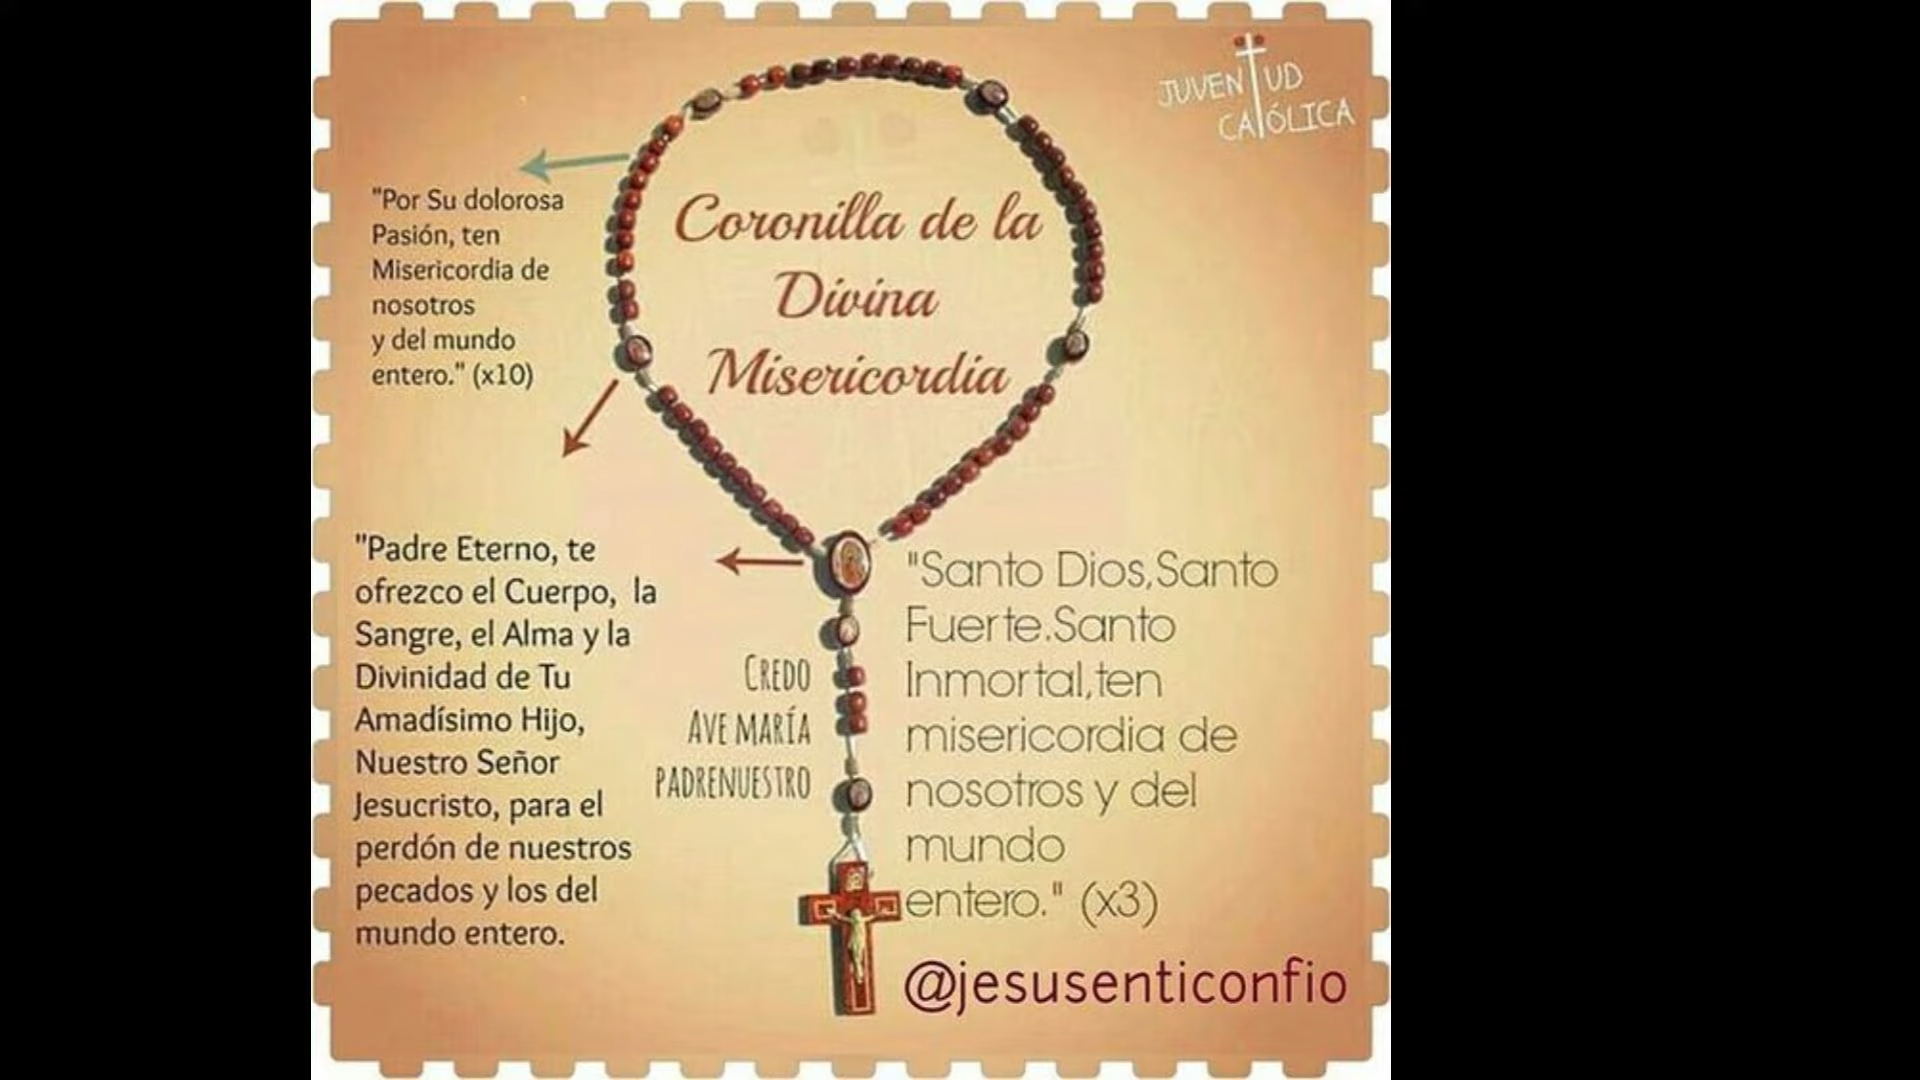 JUVENTUD
CATÓLICA
"Por Su dolorosa
Pasión, ten
Misericordia de
nosotros
y del mundo
entero." (x10)
Coronilla de la
Divina
Misericordia
"Padre Eterno, te
ofrezco el Cuerpo, la
Sangre, el Alma y la
Divinidad de Tu
Amadísimo Hijo,
Nuestro Señor
Jesucristo, para el
perdón de nuestros
pecados y los del
mundo entero.
CREDO
AVE MARÍA
PADRENUESTRO
"Santo Dios,Santo
Fuerte.Santo
Inmortal,ten
misericordia de
nosotros y del
mundo
entero." (x3)
@jesusenticonfio